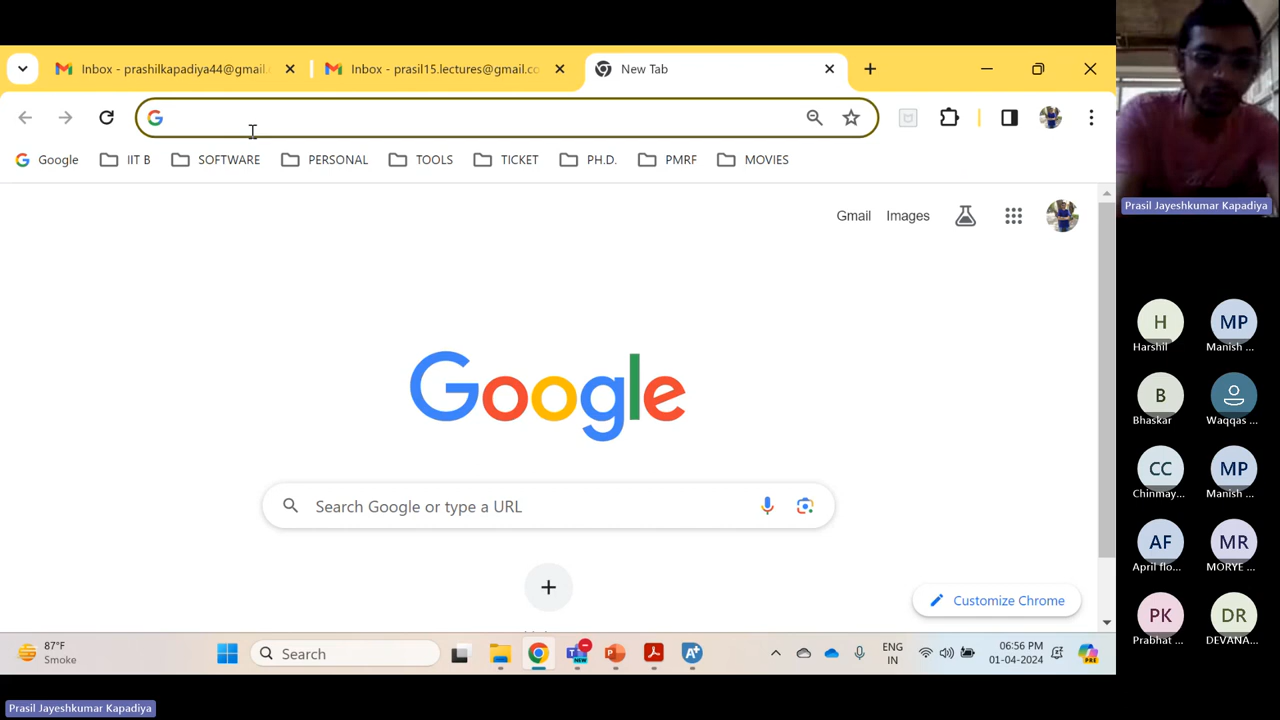 Inbox - prashilkapadiya44@gmail.
Inbox - prasil15.lectures@gmail.co
New Tab
Google
IIT B
SOFTWARE
PERSONAL
TOOLS
TICKET
PH.D.
PMRF
MOVIES
Gmail
Images
Google
Search Google or type a URL
Customize Chrome
87°F
Smoke
Search
NEW
A+
ENG
IN
06:56 PM
01-04-2024
PRE
Prasil Jayeshkumar Kapadiya
H
MP
Harshil
Manish ...
B
Bhaskar
Waqqas ...
CC
MP
Chinmay...
Manish ...
AF
MR
April flo...
MORYE ...
PK
DR
Prabhat ...
DEVANA...
Prasil Jayeshkumar Kapadiya